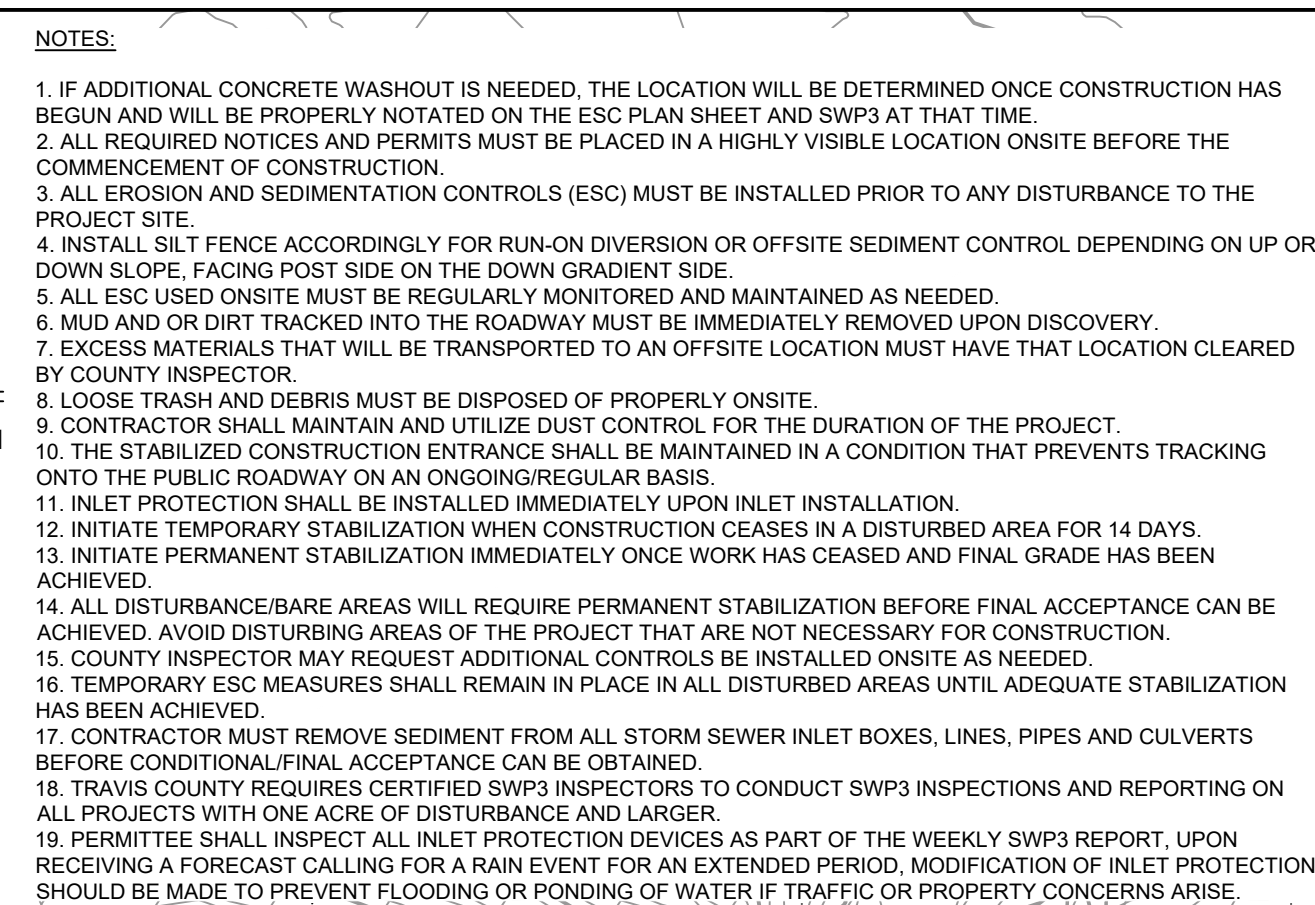 NOTES:
1. IF ADDITIONAL CONCRETE WASHOUT IS NEEDED, THE LOCATION WILL BE DETERMINED ONCE CONSTRUCTION HAS
BEGUN AND WILL BE PROPERLY NOTATED ON THE ESC PLAN SHEET AND SWP3 AT THAT TIME.
2. ALL REQUIRED NOTICES AND PERMITS MUST BE PLACED IN A HIGHLY VISIBLE LOCATION ONSITE BEFORE THE
COMMENCEMENT OF CONSTRUCTION.
3. ALL EROSION AND SEDIMENTATION CONTROLS (ESC) MUST BE INSTALLED PRIOR TO ANY DISTURBANCE TO THE
PROJECT SITE.
4. INSTALL SILT FENCE ACCORDINGLY FOR RUN-ON DIVERSION OR OFFSITE SEDIMENT CONTROL DEPENDING ON UP OR
DOWN SLOPE, FACING POST SIDE ON THE DOWN GRADIENT SIDE.
5. ALL ESC USED ONSITE MUST BE REGULARLY MONITORED AND MAINTAINED AS NEEDED.
6. MUD AND OR DIRT TRACKED INTO THE ROADWAY MUST BE IMMEDIATELY REMOVED UPON DISCOVERY.
7. EXCESS MATERIALS THAT WILL BE TRANSPORTED TO AN OFFSITE LOCATION MUST HAVE THAT LOCATION CLEARED
BY COUNTY INSPECTOR.
8. LOOSE TRASH AND DEBRIS MUST BE DISPOSED OF PROPERLY ONSITE.
9. CONTRACTOR SHALL MAINTAIN AND UTILIZE DUST CONTROL FOR THE DURATION OF THE PROJECT.
10. THE STABILIZED CONSTRUCTION ENTRANCE SHALL BE MAINTAINED IN A CONDITION THAT PREVENTS TRACKING
ONTO THE PUBLIC ROADWAY ON AN ONGOING/REGULAR BASIS.
11. INLET PROTECTION SHALL BE INSTALLED IMMEDIATELY UPON INLET INSTALLATION.
12. INITIATE TEMPORARY STABILIZATION WHEN CONSTRUCTION CEASES IN A DISTURBED AREA FOR 14 DAYS.
13. INITIATE PERMANENT STABILIZATION IMMEDIATELY ONCE WORK HAS CEASED AND FINAL GRADE HAS BEEN
ACHIEVED.
14. ALL DISTURBANCE/BARE AREAS WILL REQUIRE PERMANENT STABILIZATION BEFORE FINAL ACCEPTANCE CAN BE
ACHIEVED. AVOID DISTURBING AREAS OF THE PROJECT THAT ARE NOT NECESSARY FOR CONSTRUCTION.
15. COUNTY INSPECTOR MAY REQUEST ADDITIONAL CONTROLS BE INSTALLED ONSITE AS NEEDED.
16. TEMPORARY ESC MEASURES SHALL REMAIN IN PLACE IN ALL DISTURBED AREAS UNTIL ADEQUATE STABILIZATION
HAS BEEN ACHIEVED.
17. CONTRACTOR MUST REMOVE SEDIMENT FROM ALL STORM SEWER INLET BOXES, LINES, PIPES AND CULVERTS
BEFORE CONDITIONAL/FINAL ACCEPTANCE CAN BE OBTAINED.
18. TRAVIS COUNTY REQUIRES CERTIFIED SWP3 INSPECTORS TO CONDUCT SWP3 INSPECTIONS AND REPORTING ON
ALL PROJECTS WITH ONE ACRE OF DISTURBANCE AND LARGER.
19. PERMITTEE SHALL INSPECT ALL INLET PROTECTION DEVICES AS PART OF THE WEEKLY SWP3 REPORT, UPON
RECEIVING A FORECAST CALLING FOR A RAIN EVENT FOR AN EXTENDED PERIOD, MODIFICATION OF INLET PROTECTION
SHOULD BE MADE TO PREVENT FLOODING OR PONDING OF WATER IF TRAFFIC OR PROPERTY CONCERNS ARISE.